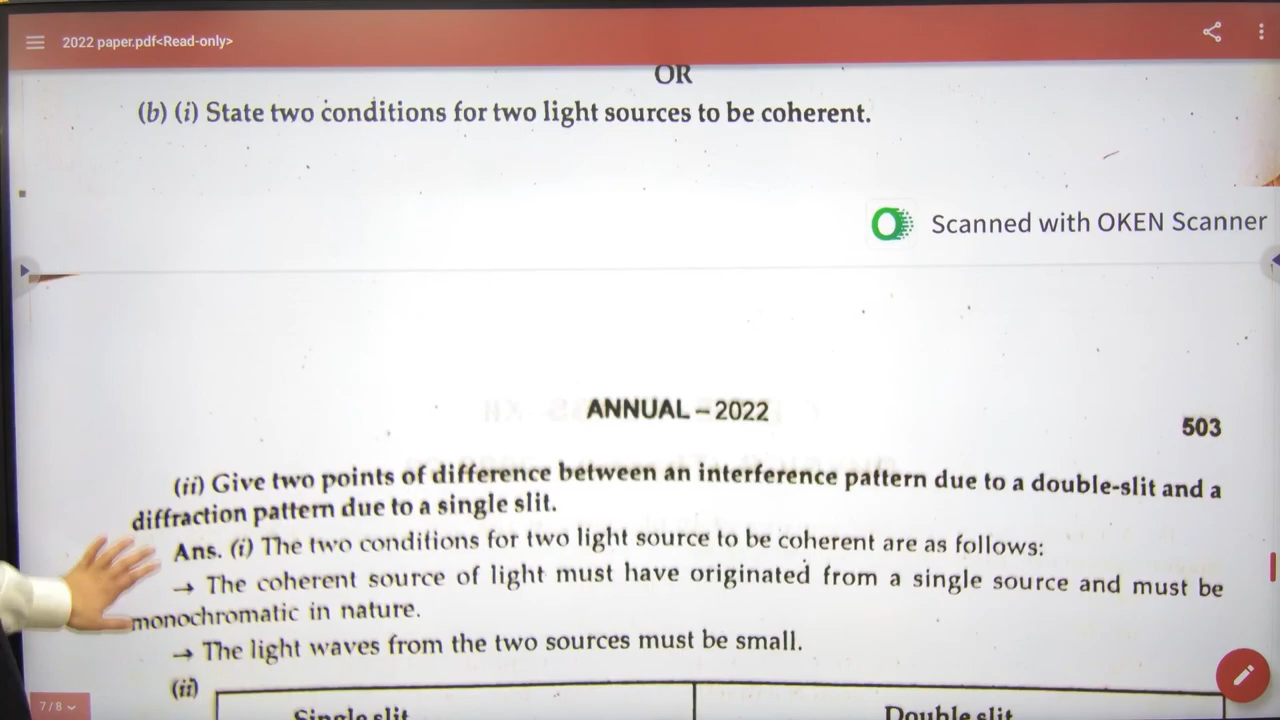 2022 paper.pdf<Read-only>
OR
(b) (i) State two conditions for two light sources to be coherent.
Scanned with OKEN Scanner
ANNUAL – 2022
503
(ii) Give two points of difference between an interference pattern due to a double-slit and a
diffraction pattern due to a single slit.
Ans. (i) The two conditions for two light source to be coherent are as follows:
→ The coherent source of light must have originated from a single source and must be
monochromatic in nature.
→ The light waves from the two sources must be small.
(ii)
Single slit
Double slit
7/8